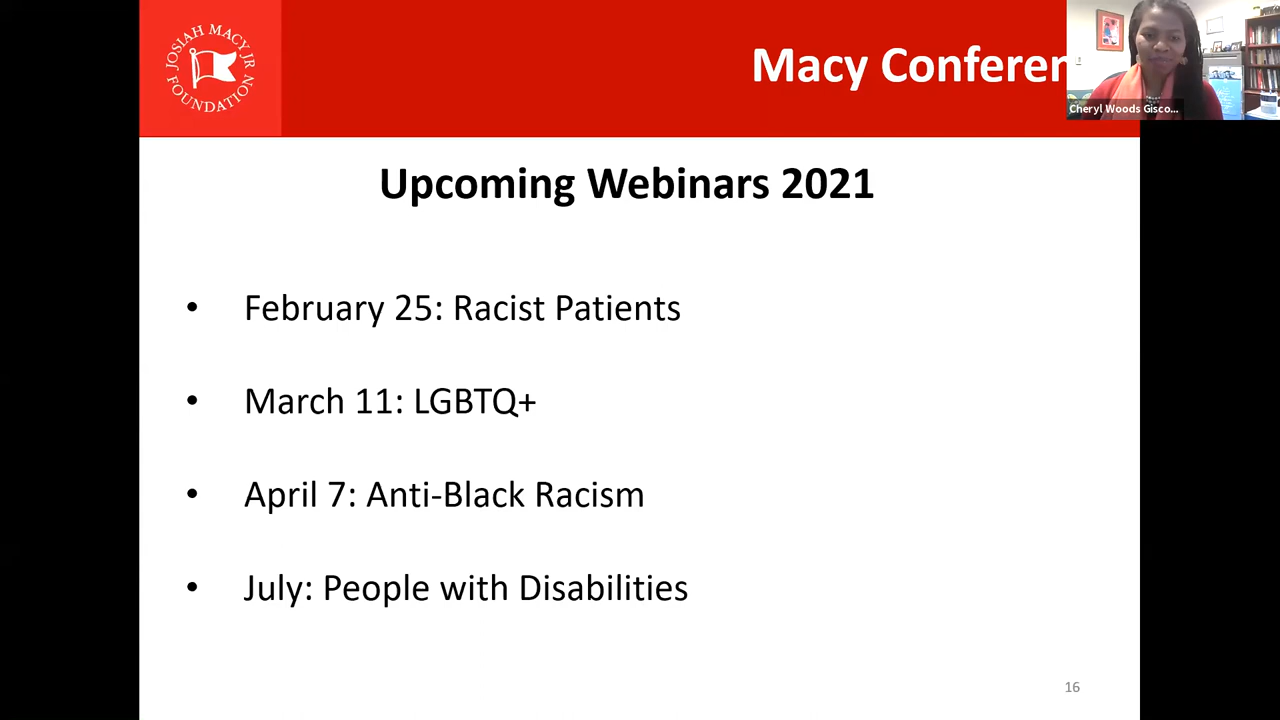 JOSIAH MACY JR
FOUNDATION
Macy Conferen
Cheryl Woods Gisco...
Upcoming Webinars 2021
• February 25: Racist Patients
• March 11: LGBTQ+
• April 7: Anti-Black Racism
• July: People with Disabilities
16